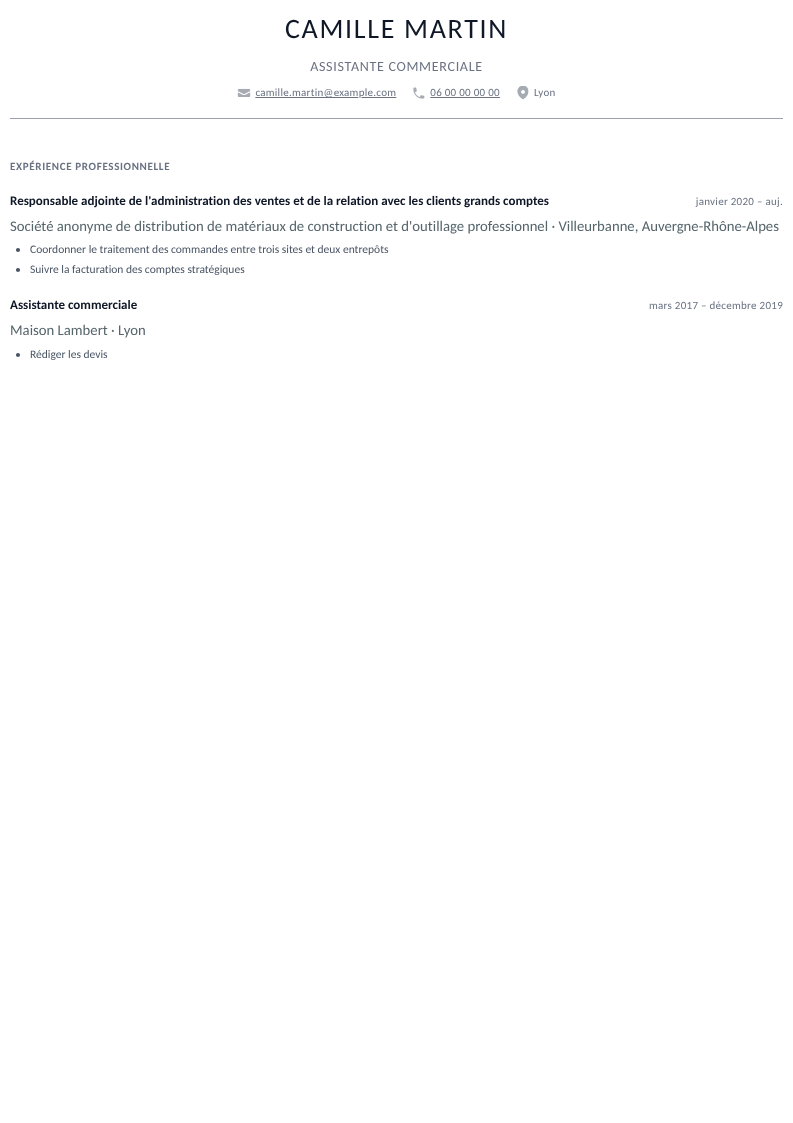 CAMILLE MARTIN
ASSISTANTE COMMERCIALE
camille.martin@example.com 06 00 00 00 00 Lyon
EXPÉRIENCE PROFESSIONNELLE
Responsable adjointe de l'administration des ventes et de la relation avec les clients grands comptes janvier 2020 – auj.
Société anonyme de distribution de matériaux de construction et d'outillage professionnel · Villeurbanne, Auvergne-Rhône-Alpes
• Coordonner le traitement des commandes entre trois sites et deux entrepôts
• Suivre la facturation des comptes stratégiques
Assistante commerciale mars 2017 – décembre 2019
Maison Lambert · Lyon
• Rédiger les devis